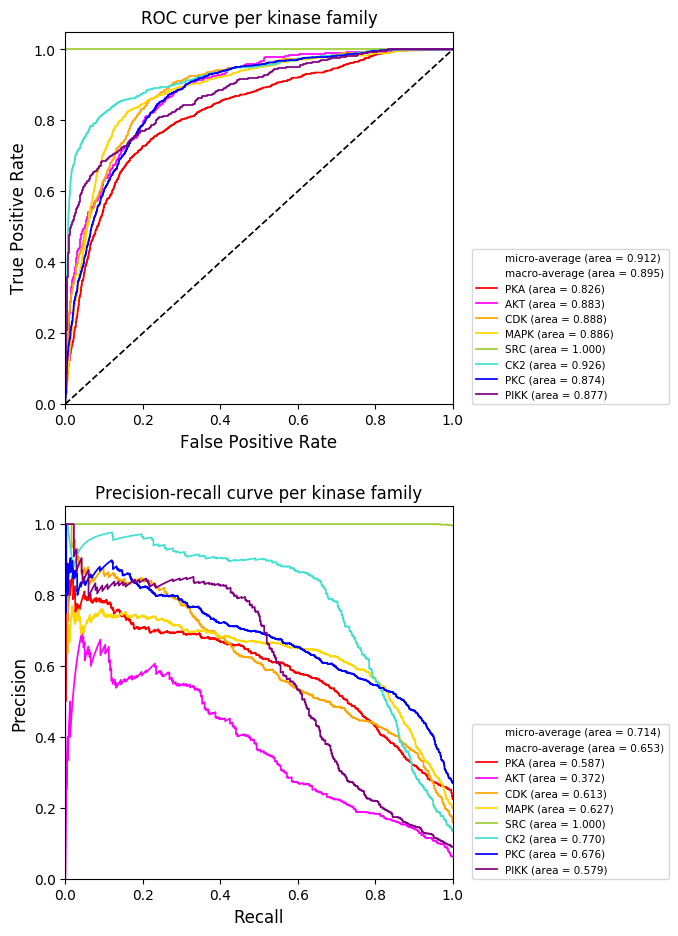 ROC curve per kinase family
1.0
0.8
0.6
0.4
0.2
0.0
True Positive Rate
0.0 0.2 0.4 0.6 0.8 1.0
False Positive Rate
micro-average (area = 0.912)
macro-average (area = 0.895)
PKA (area = 0.826)
AKT (area = 0.883)
CDK (area = 0.888)
MAPK (area = 0.886)
SRC (area = 1.000)
CK2 (area = 0.926)
PKC (area = 0.874)
PIKK (area = 0.877)
Precision-recall curve per kinase family
1.0
0.8
0.6
0.4
0.2
0.0
Precision
0.0 0.2 0.4 0.6 0.8 1.0
Recall
micro-average (area = 0.714)
macro-average (area = 0.653)
PKA (area = 0.587)
AKT (area = 0.372)
CDK (area = 0.613)
MAPK (area = 0.627)
SRC (area = 1.000)
CK2 (area = 0.770)
PKC (area = 0.676)
PIKK (area = 0.579)